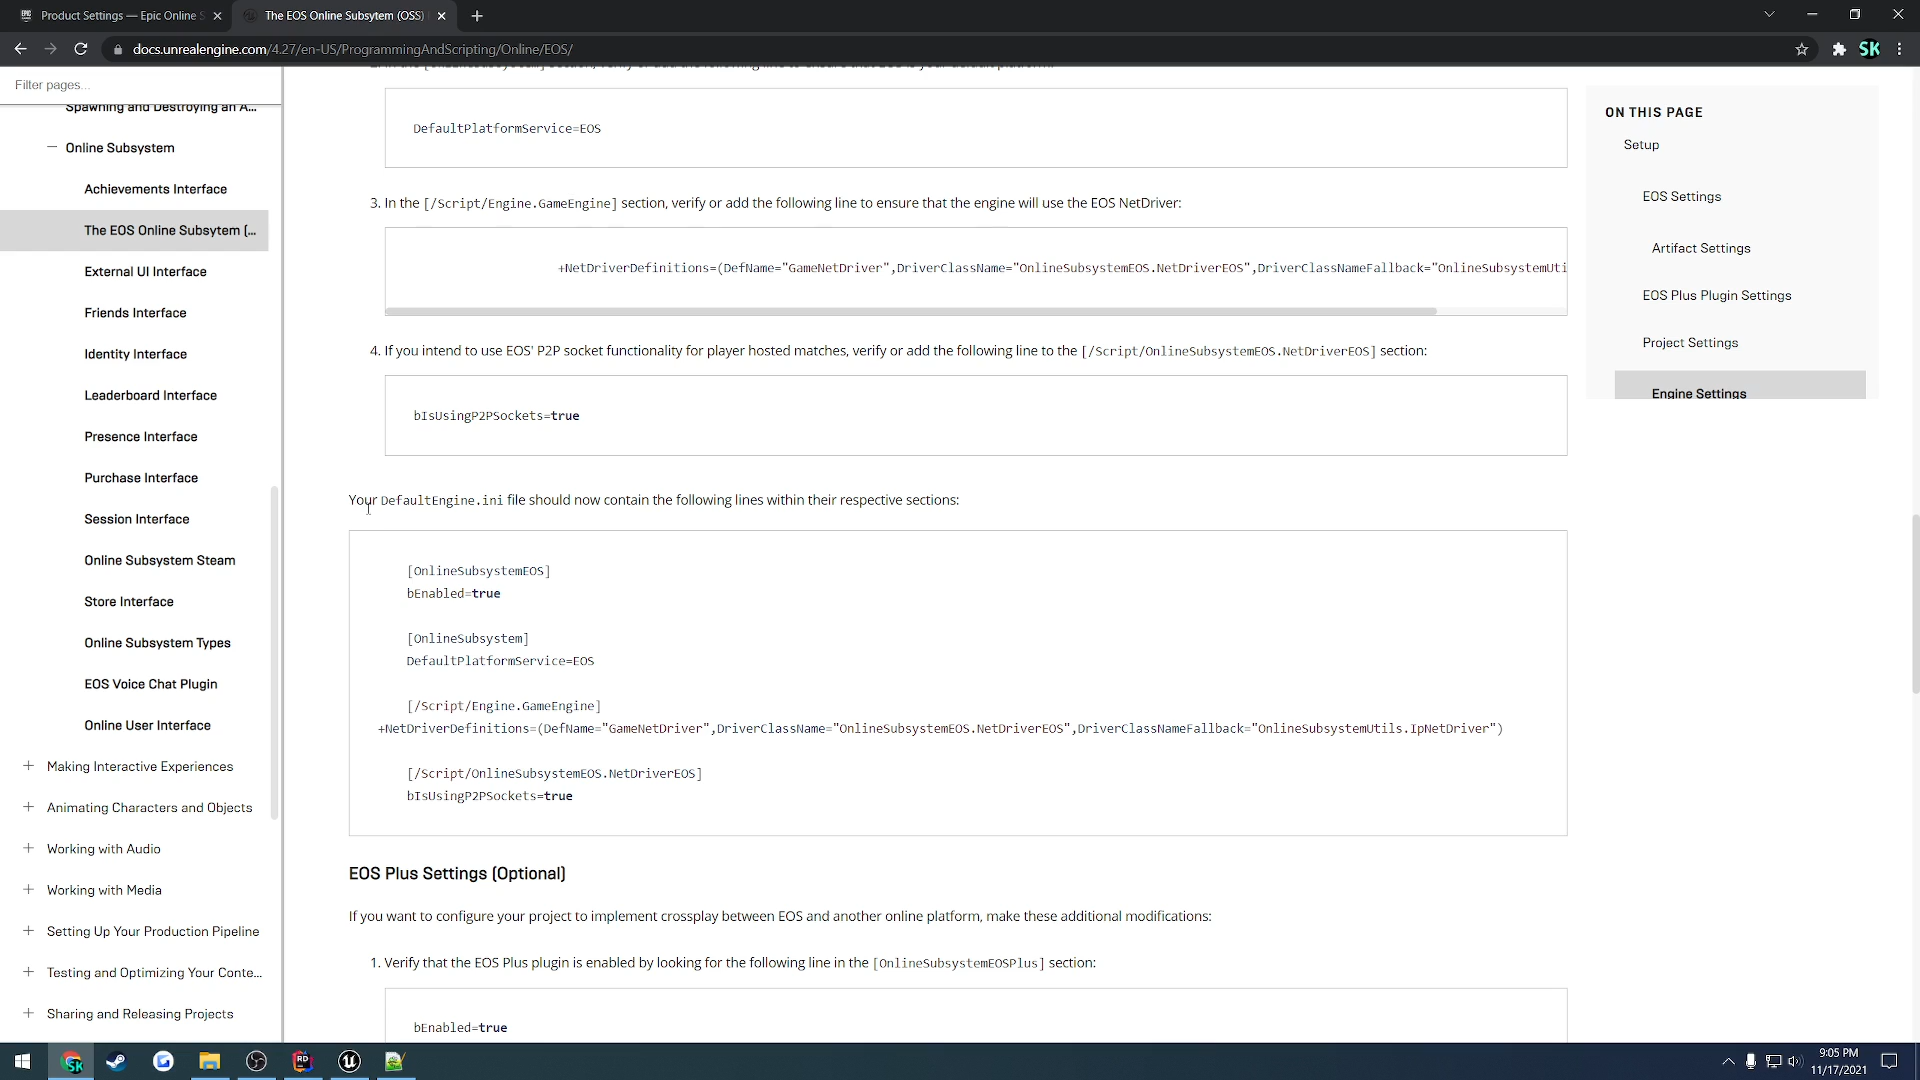 Product Settings — Epic Online S
The EOS Online Subsytem (OSS)
docs.unrealengine.com/4.27/en-US/ProgrammingAndScripting/Online/EOS/
SK
Filter pages...
Spawning and Destroying an A...
Online Subsystem
Achievements Interface
The EOS Online Subsytem (...
External UI Interface
Friends Interface
Identity Interface
Leaderboard Interface
Presence Interface
Purchase Interface
Session Interface
Online Subsystem Steam
Store Interface
Online Subsystem Types
EOS Voice Chat Plugin
Online User Interface
Making Interactive Experiences
Animating Characters and Objects
Working with Audio
Working with Media
Setting Up Your Production Pipeline
Testing and Optimizing Your Conte...
Sharing and Releasing Projects
DefaultPlatformService=EOS
3. In the [/Script/Engine.GameEngine] section, verify or add the following line to ensure that the engine will use the EOS NetDriver:
+NetDriverDefinitions=(DefName="GameNetDriver",DriverClassName="OnlineSubsystemEOS.NetDriverEOS",DriverClassNameFallback="OnlineSubsystemUti
4. If you intend to use EOS' P2P socket functionality for player hosted matches, verify or add the following line to the [/Script/OnlineSubsystemEOS.NetDriverEOS] section:
bIsUsingP2PSockets=true
Your DefaultEngine.ini file should now contain the following lines within their respective sections:
[OnlineSubsystemEOS]
bEnabled=true
[OnlineSubsystem]
DefaultPlatformService=EOS
[/Script/Engine.GameEngine]
+NetDriverDefinitions=(DefName="GameNetDriver",DriverClassName="OnlineSubsystemEOS.NetDriverEOS",DriverClassNameFallback="OnlineSubsystemUtils.IpNetDriver")
[/Script/OnlineSubsystemEOS.NetDriverEOS]
bIsUsingP2PSockets=true
EOS Plus Settings (Optional)
If you want to configure your project to implement crossplay between EOS and another online platform, make these additional modifications:
1. Verify that the EOS Plus plugin is enabled by looking for the following line in the [OnlineSubsystemEOSPlus] section:
bEnabled=true
ON THIS PAGE
Setup
EOS Settings
Artifact Settings
EOS Plus Plugin Settings
Project Settings
Engine Settings
9:05 PM
11/17/2021